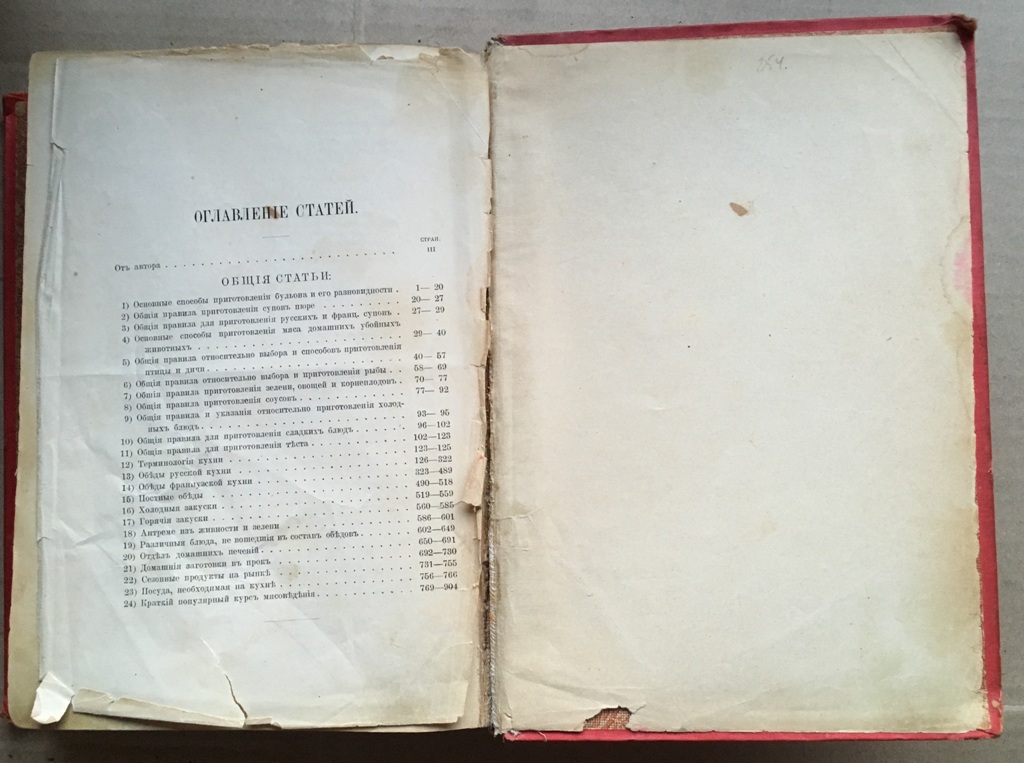 254.
ОГЛАВЛЕНІЕ СТАТЕЙ.
СТРАН.
Отъ автора . . . . . . . . . . . . . . . . . . . . . . . . . . . III
ОБЩІЯ СТАТЬИ:
1) Основные способы приготовленія бульона и его разновидности . 1— 20
2) Общія правила приготовленія суповъ пюре . . . . . . . . . 20— 27
3) Общія правила для приготовленія русскихъ и франц. суповъ . 27— 29
4) Основные способы приготовленія мяса домашнихъ убойныхъ
животныхъ . . . . . . . . . . . . . . . . . . . . . . . 29— 40
5) Общія правила относительно выбора и способовъ приготовленія
птицы и дичи . . . . . . . . . . . . . . . . . . . . . . 40— 57
6) Общія правила относительно выбора и приготовленія рыбы . . 58— 69
7) Общія правила приготовленія зелени, овощей и корнеплодовъ . 70— 77
8) Общія правила приготовленія соусовъ . . . . . . . . . . . 77— 92
9) Общія правила и указанія относительно приготовленія холод-
ныхъ блюдъ . . . . . . . . . . . . . . . . . . . . . . . 93— 95
10) Общія правила для приготовленія сладкихъ блюдъ . . . . . 96—102
11) Общія правила для приготовленія тѣста . . . . . . . . . . 102—123
12) Терминологія кухни . . . . . . . . . . . . . . . . . . . 123—125
13) Обѣды русской кухни . . . . . . . . . . . . . . . . . . 126—322
14) Обѣды французской кухни . . . . . . . . . . . . . . . . 323—489
15) Постные обѣды . . . . . . . . . . . . . . . . . . . . . 490—518
16) Холодныя закуски . . . . . . . . . . . . . . . . . . . . 519—559
17) Горячія закуски . . . . . . . . . . . . . . . . . . . . . 560—585
18) Антреме изъ живности и зелени . . . . . . . . . . . . . . 586—601
19) Различныя блюда, не вошедшія въ составъ обѣдовъ . . . . . 602—649
20) Отдѣлъ домашнихъ печеній . . . . . . . . . . . . . . . . 650—691
21) Домашнія заготовки въ прокъ . . . . . . . . . . . . . . . 692—730
22) Сезонные продукты на рынкѣ . . . . . . . . . . . . . . . 731—755
23) Посуда, необходимая на кухнѣ . . . . . . . . . . . . . . 756—766
24) Краткій популярный курсъ мясовѣдѣнія . . . . . . . . . . 769—904